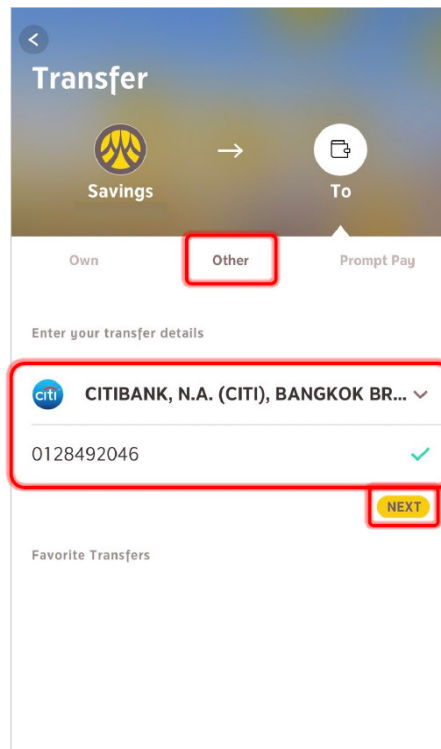 Transfer
Savings
To
Own Other Prompt Pay
Enter your transfer details
citi CITIBANK, N.A. (CITI), BANGKOK BR...
0128492046
NEXT
Favorite Transfers